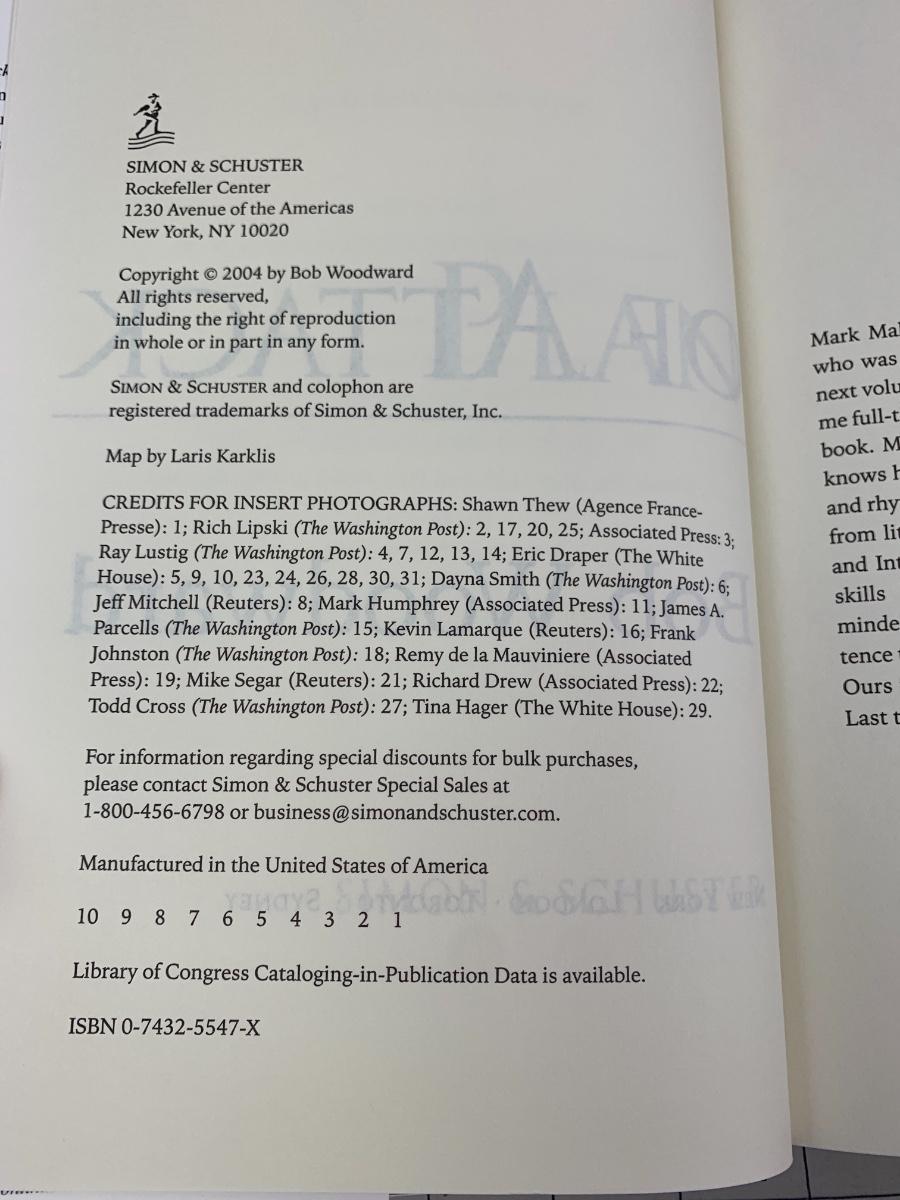 SIMON & SCHUSTER
Rockefeller Center
1230 Avenue of the Americas
New York, NY 10020
Copyright © 2004 by Bob Woodward
All rights reserved,
including the right of reproduction
in whole or in part in any form.
SIMON & SCHUSTER and colophon are
registered trademarks of Simon & Schuster, Inc.
Map by Laris Karklis
CREDITS FOR INSERT PHOTOGRAPHS: Shawn Thew (Agence France-
Presse): 1; Rich Lipski (The Washington Post): 2, 17, 20, 25; Associated Press: 3;
Ray Lustig (The Washington Post): 4, 7, 12, 13, 14; Eric Draper (The White
House): 5, 9, 10, 23, 24, 26, 28, 30, 31; Dayna Smith (The Washington Post): 6;
Jeff Mitchell (Reuters): 8; Mark Humphrey (Associated Press): 11; James A.
Parcells (The Washington Post): 15; Kevin Lamarque (Reuters): 16; Frank
Johnston (The Washington Post): 18; Remy de la Mauviniere (Associated
Press): 19; Mike Segar (Reuters): 21; Richard Drew (Associated Press): 22;
Todd Cross (The Washington Post): 27; Tina Hager (The White House): 29.
For information regarding special discounts for bulk purchases,
please contact Simon & Schuster Special Sales at
1-800-456-6798 or business@simonandschuster.com.
Manufactured in the United States of America
10 9 8 7 6 5 4 3 2 1
Library of Congress Cataloging-in-Publication Data is available.
ISBN 0-7432-5547-X
Mark
who was
next
me
book.
knows
and
from
and
skills
tence
Ours
Last